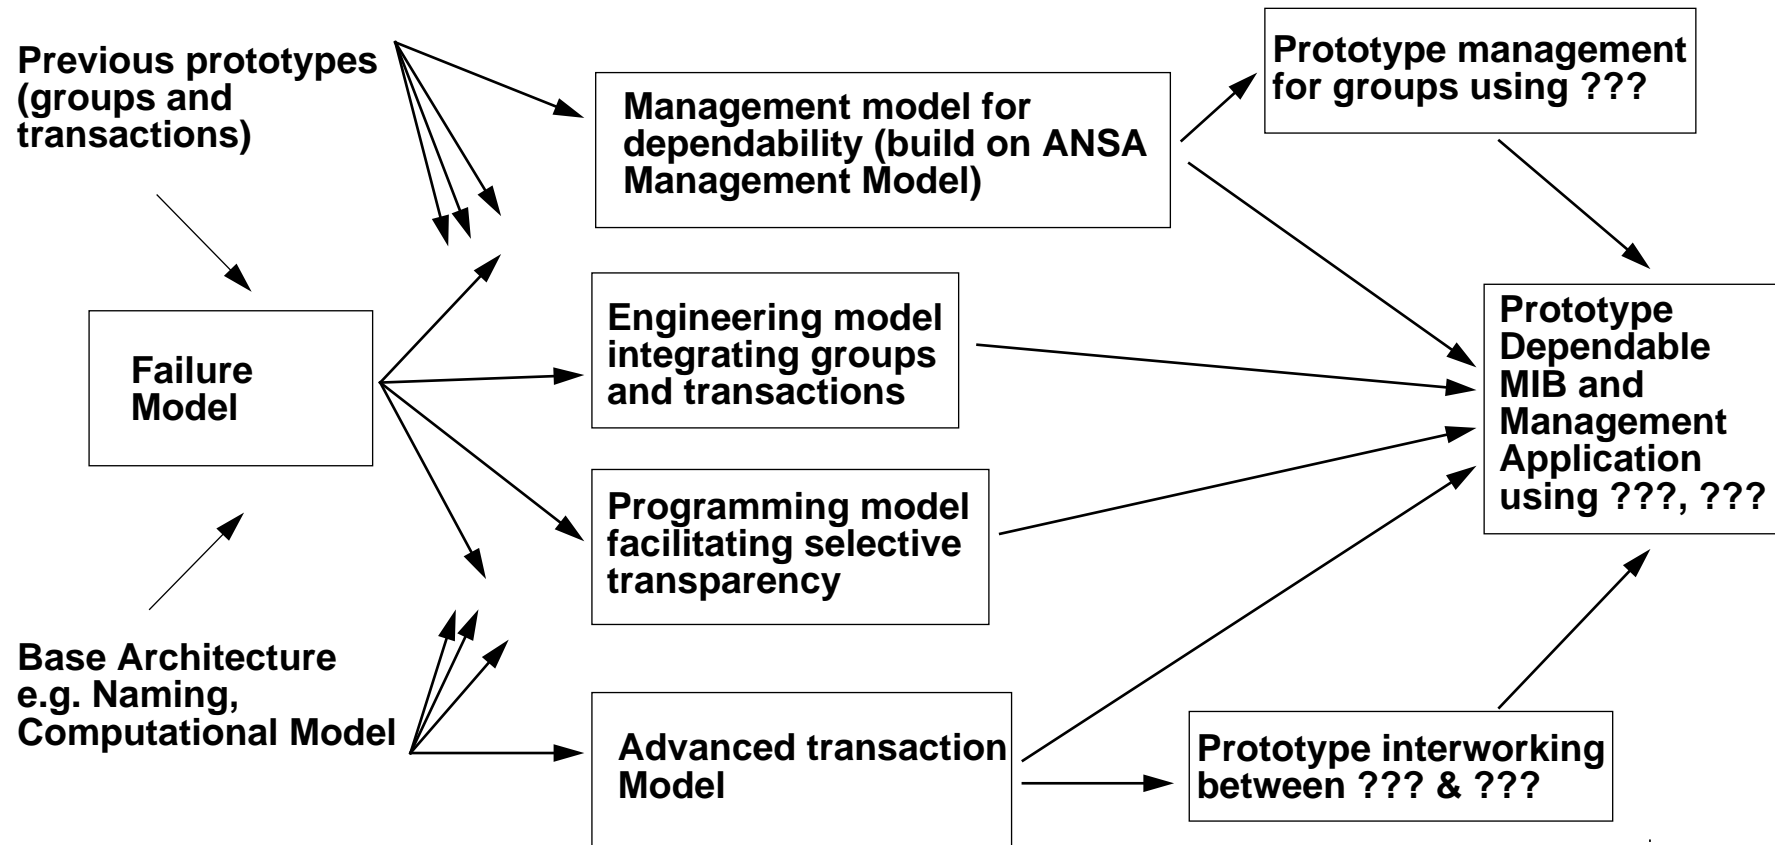 Previous prototypes
(groups and
transactions)
Failure
Model
Base Architecture
e.g. Naming,
Computational Model
Management model for
dependability (build on ANSA
Management Model)
Engineering model
integrating groups
and transactions
Programming model
facilitating selective
transparency
Advanced transaction
Model
Prototype management
for groups using ???
Prototype
Dependable
MIB and
Management
Application
using ???, ???
Prototype interworking
between ??? & ???